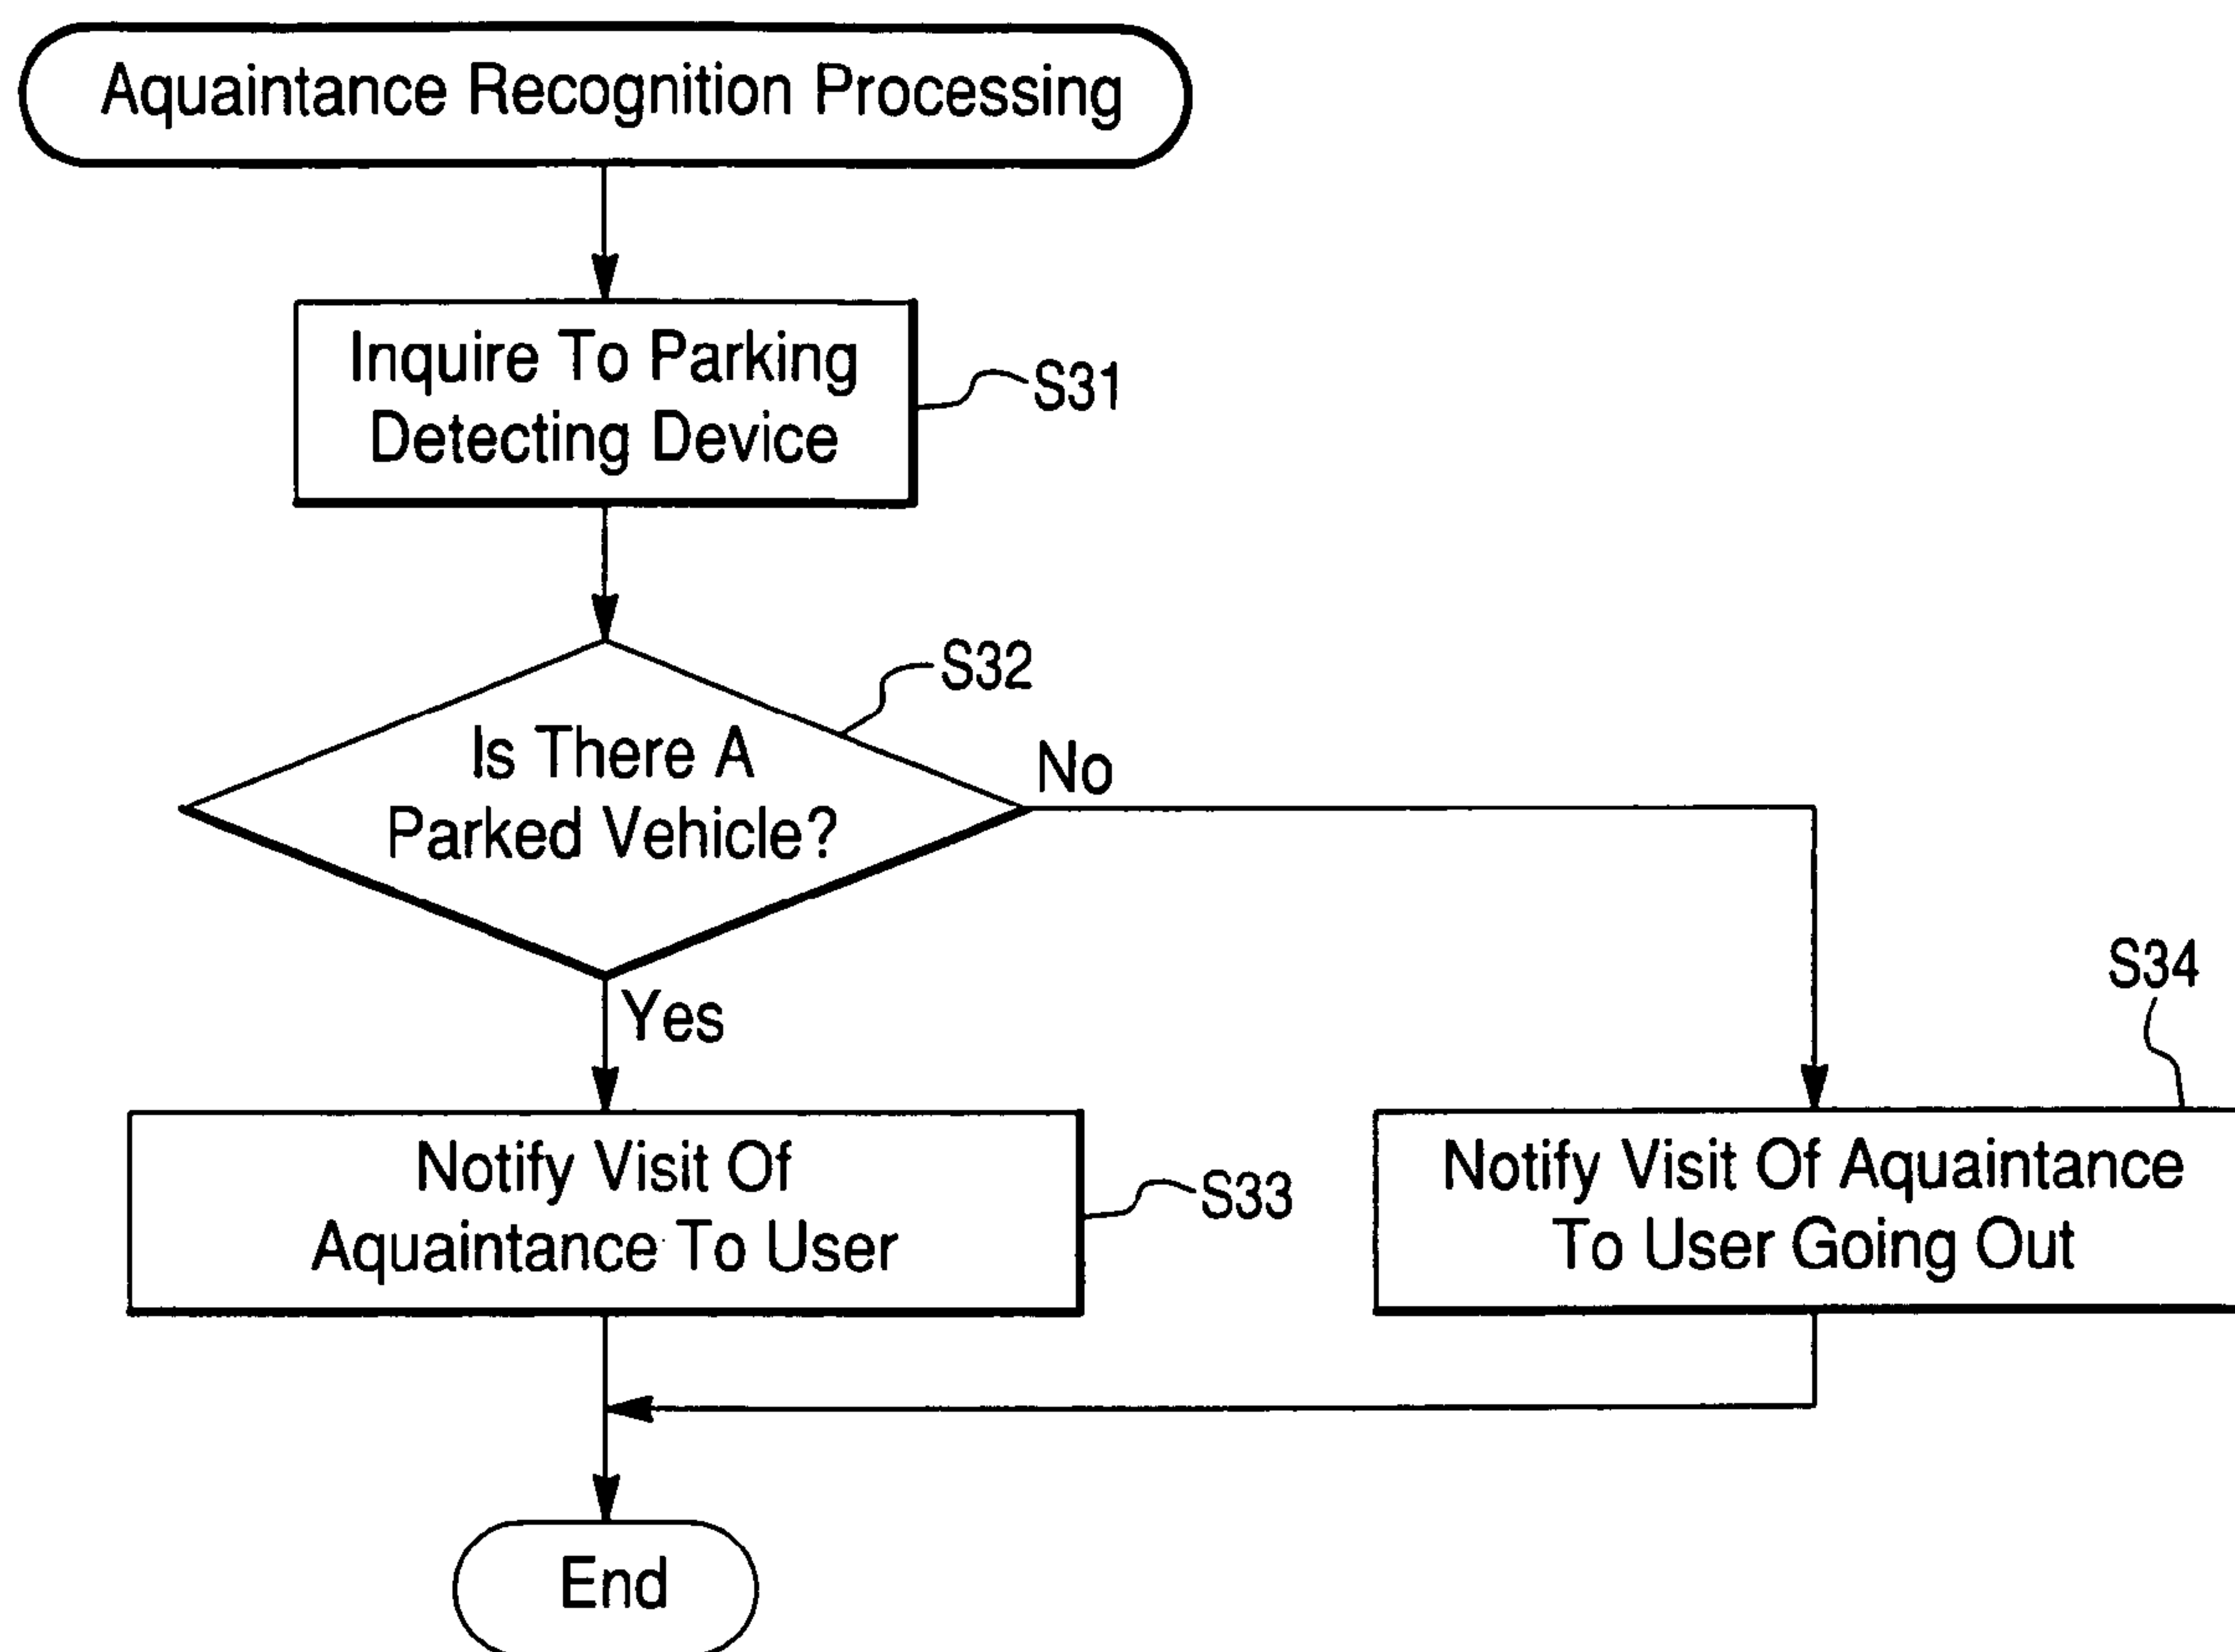 Aquaintance Recognition Processing
Inquire To Parking
Detecting Device
S31
S32
Is There A
Parked Vehicle?
No
Yes
S34
Notify Visit Of
Aquaintance To User
S33
Notify Visit Of Aquaintance
To User Going Out
End